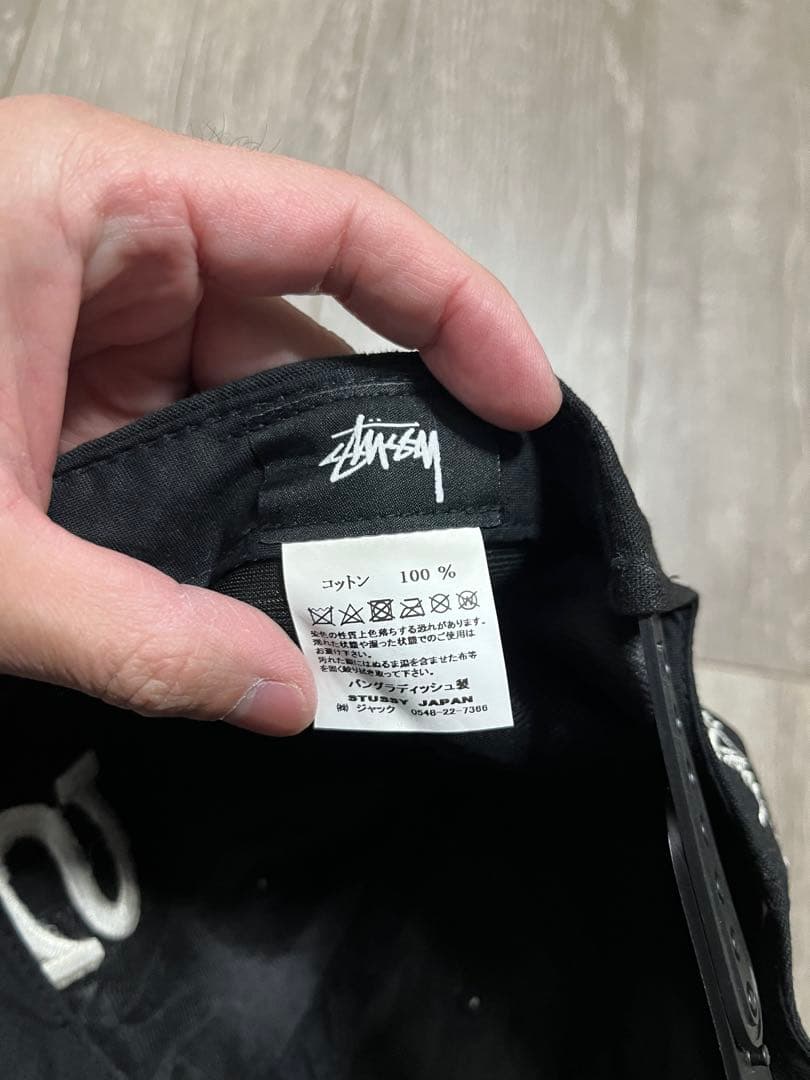 STÜSSY
コットン 100 %
染色の性質上色落ちする恐れがあります。
濡れた状態や湿った状態でのご使用は
お避け下さい。
汚れた際にはぬるま湯を含ませた布等
を固く絞り拭き取って下さい。
バングラディッシュ製
STUSSY JAPAN
㈱ ジャック 0548-22-7366